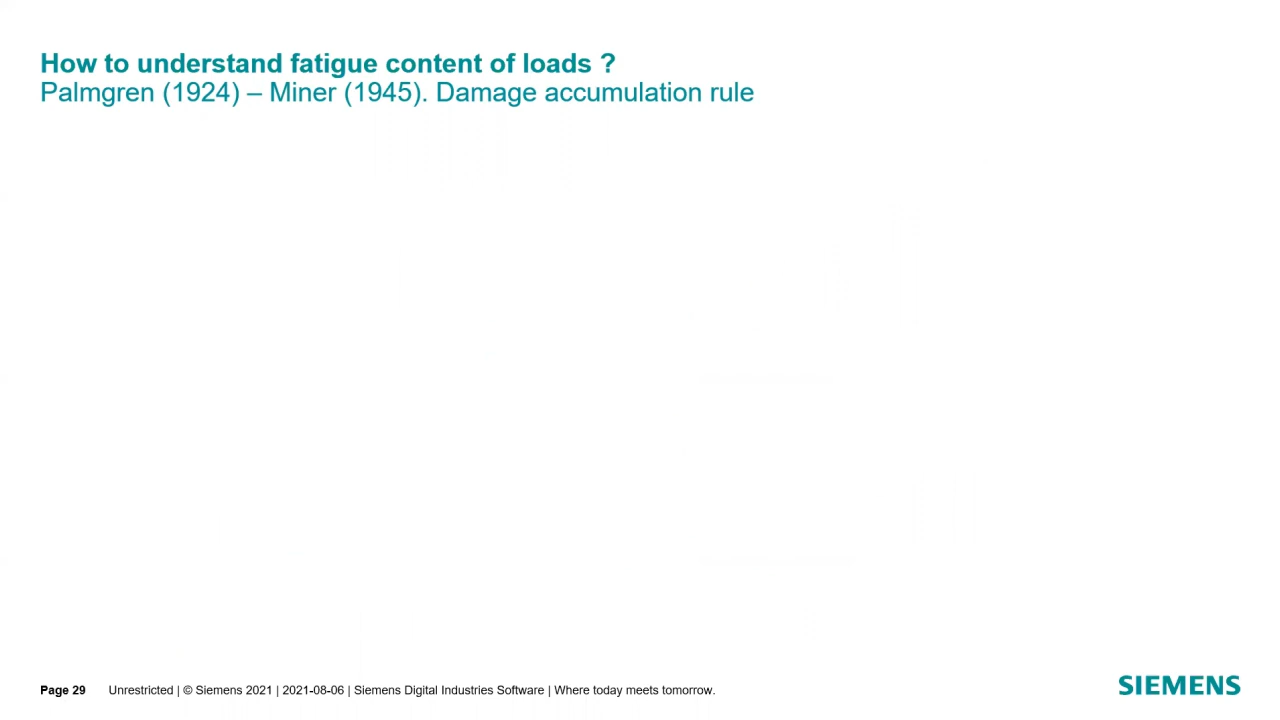 How to understand fatigue content of loads ?
Palmgren (1924) – Miner (1945). Damage accumulation rule
Page 29 Unrestricted | © Siemens 2021 | 2021-08-06 | Siemens Digital Industries Software | Where today meets tomorrow.
SIEMENS